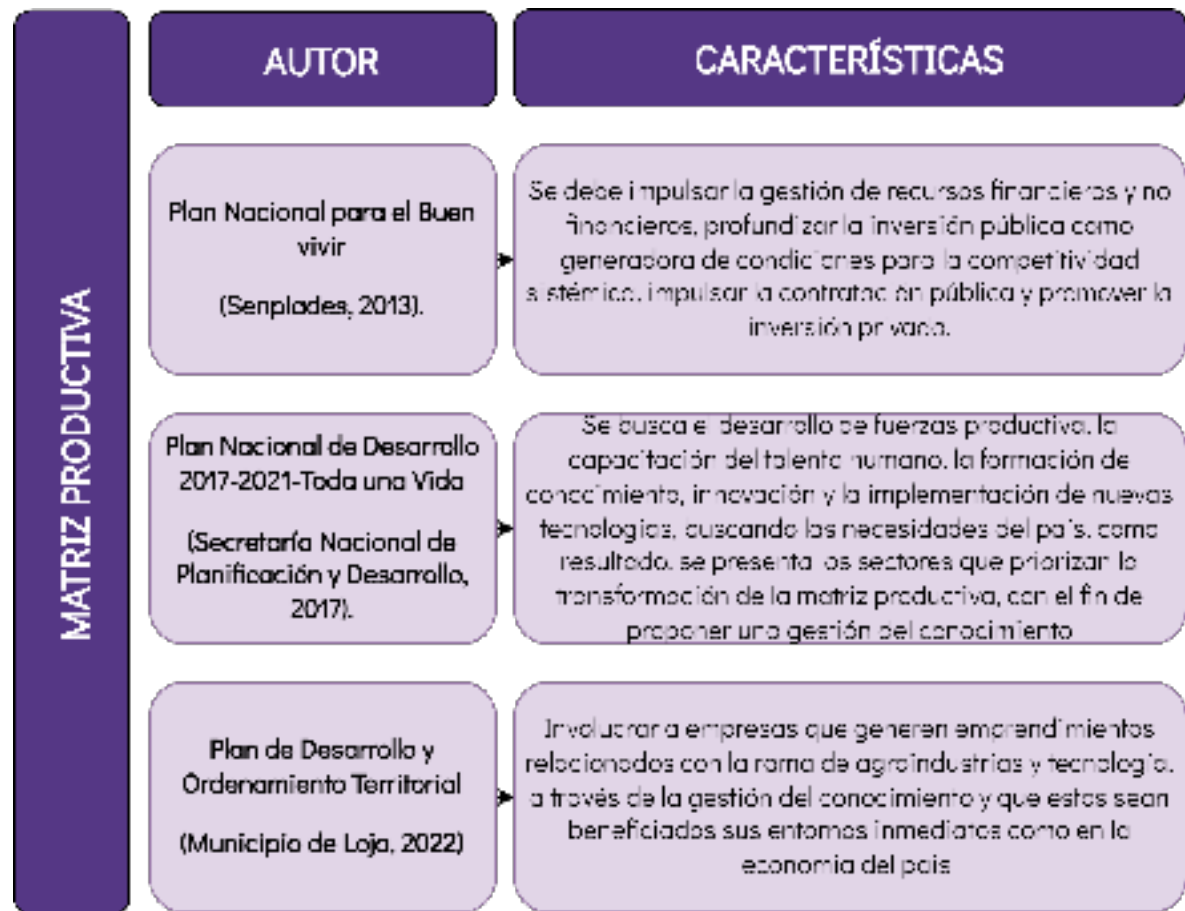 MATRIZ PRODUCTIVA
AUTOR
CARACTERÍSTICAS
Plan Nacional para el Buen
vivir
(Senplades, 2013).
Se debe impulsar la gestión de recursos financieros y no
financieros, profundizar la inversión pública como
generadora de condiciones para la competitividad
sistémica, impulsar la contratación pública y promover la
inversión privada.
Plan Nacional de Desarrollo
2017-2021-Toda una Vida
(Secretaría Nacional de
Planificación y Desarrollo,
2017).
Se busca el desarrollo de fuerzas productiva, la
capacitación del talento humano, la formación de
conocimiento, innovación y la implementación de nuevas
tecnologías, buscando las necesidades del país, como
resultado, se presenta los sectores que priorizan la
transformación de la matriz productiva, con el fin de
proponer una gestión del conocimiento
Plan de Desarrollo y
Ordenamiento Territorial
(Municipio de Loja, 2022)
Involucrar a empresas que generen emprendimientos
relacionados con la rama de agroindustrias y tecnología,
a través de la gestión del conocimiento y que estos sean
beneficiados sus entornos inmediatos como en la
economía del país